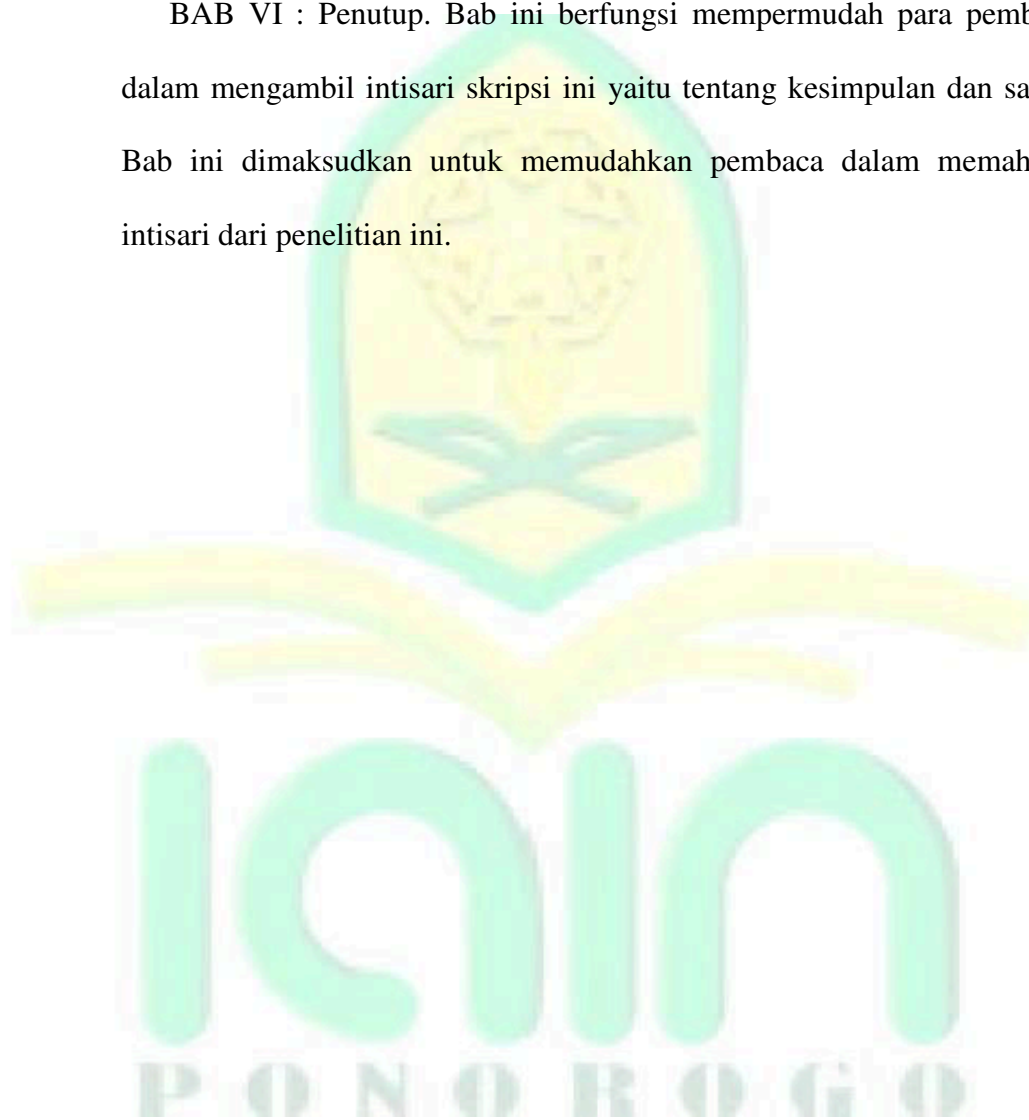 BAB VI : Penutup. Bab ini berfungsi mempermudah para
dalam mengambil intisari skripsi ini yaitu tentang kesimpulan dan
Bab ini dimaksudkan untuk memudahkan pembaca dalam
intisari dari penelitian ini.
iain
PONOROGO